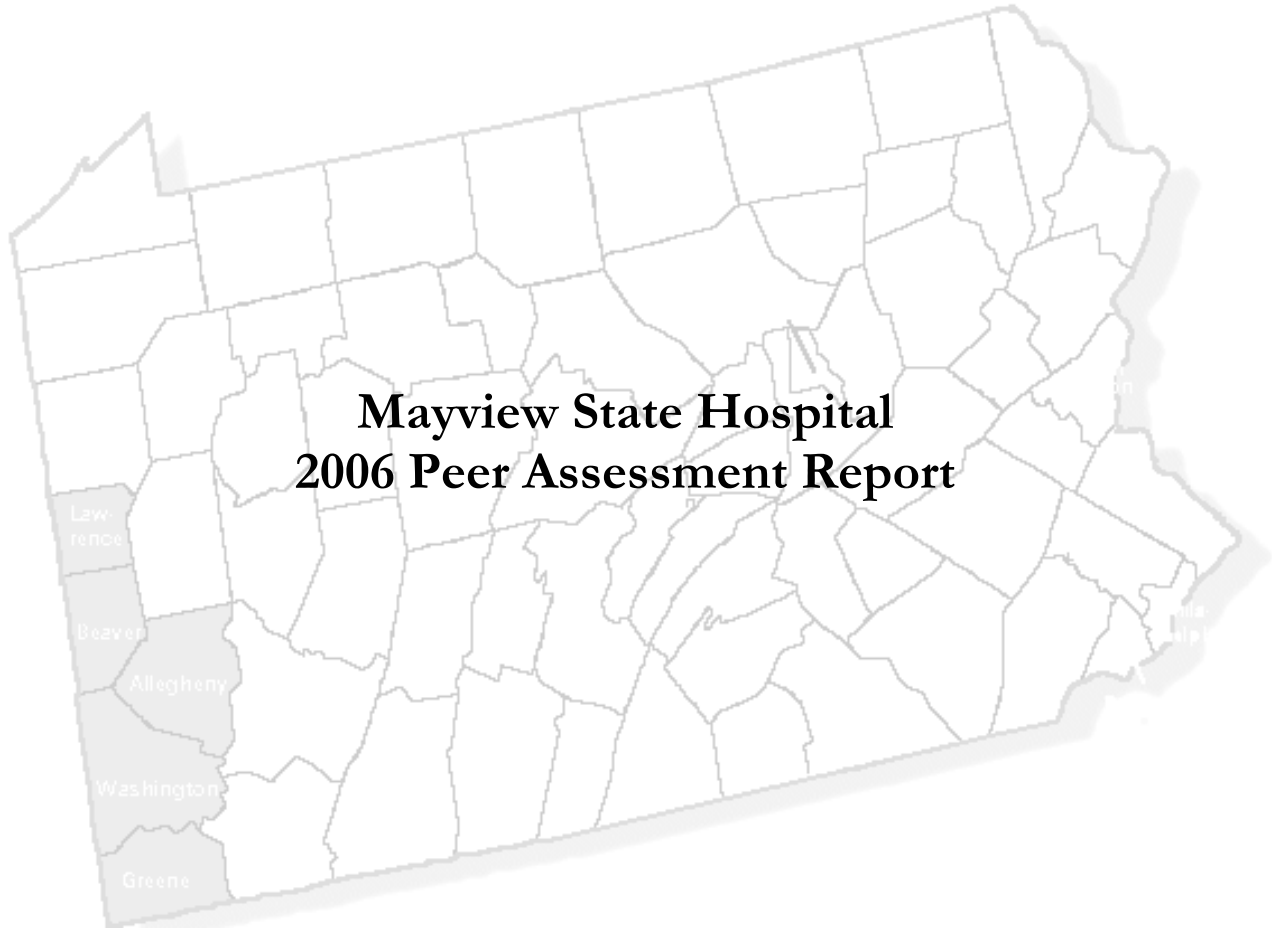 Mayview State Hospital
2006 Peer Assessment Report
Law-
rence
Beaver
Allegheny
Washington
Greene